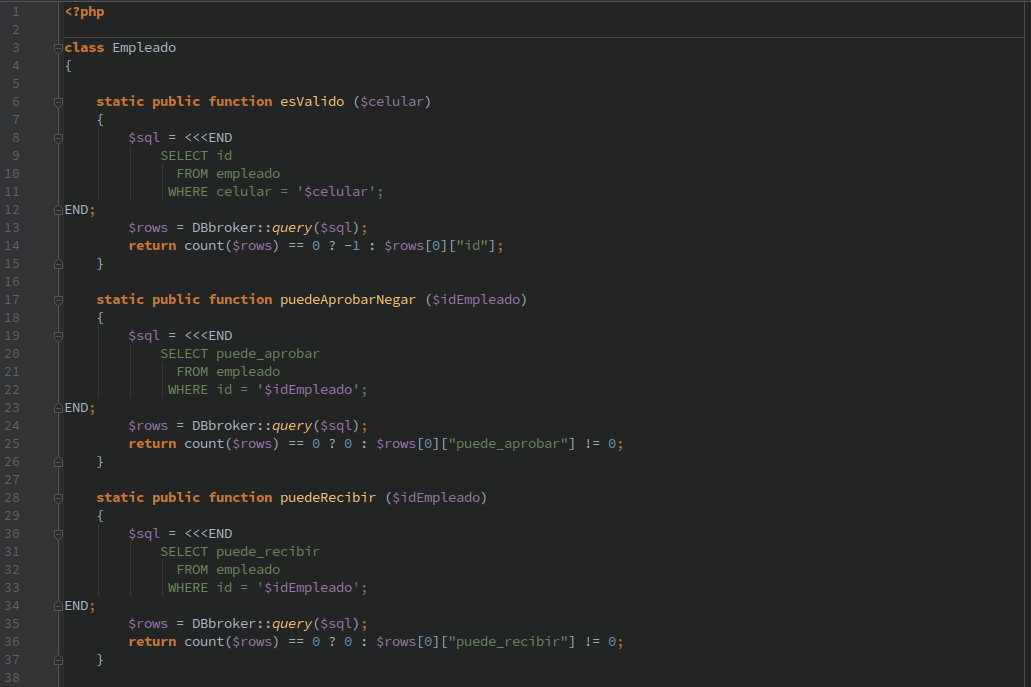 1 <?php
2
3 class Empleado
4 {
5
6     static public function esValido ($celular)
7     {
8         $sql = <<<END
9             SELECT id
10              FROM empleado
11             WHERE celular = '$celular';
12 END;
13         $rows = DBbroker::query($sql);
14         return count($rows) == 0 ? -1 : $rows[0]["id"];
15     }
16
17     static public function puedeAprobarNegar ($idEmpleado)
18     {
19         $sql = <<<END
20             SELECT puede_aprobar
21              FROM empleado
22             WHERE id = '$idEmpleado';
23 END;
24         $rows = DBbroker::query($sql);
25         return count($rows) == 0 ? 0 : $rows[0]["puede_aprobar"] != 0;
26     }
27
28     static public function puedeRecibir ($idEmpleado)
29     {
30         $sql = <<<END
31             SELECT puede_recibir
32              FROM empleado
33             WHERE id = '$idEmpleado';
34 END;
35         $rows = DBbroker::query($sql);
36         return count($rows) == 0 ? 0 : $rows[0]["puede_recibir"] != 0;
37     }
38